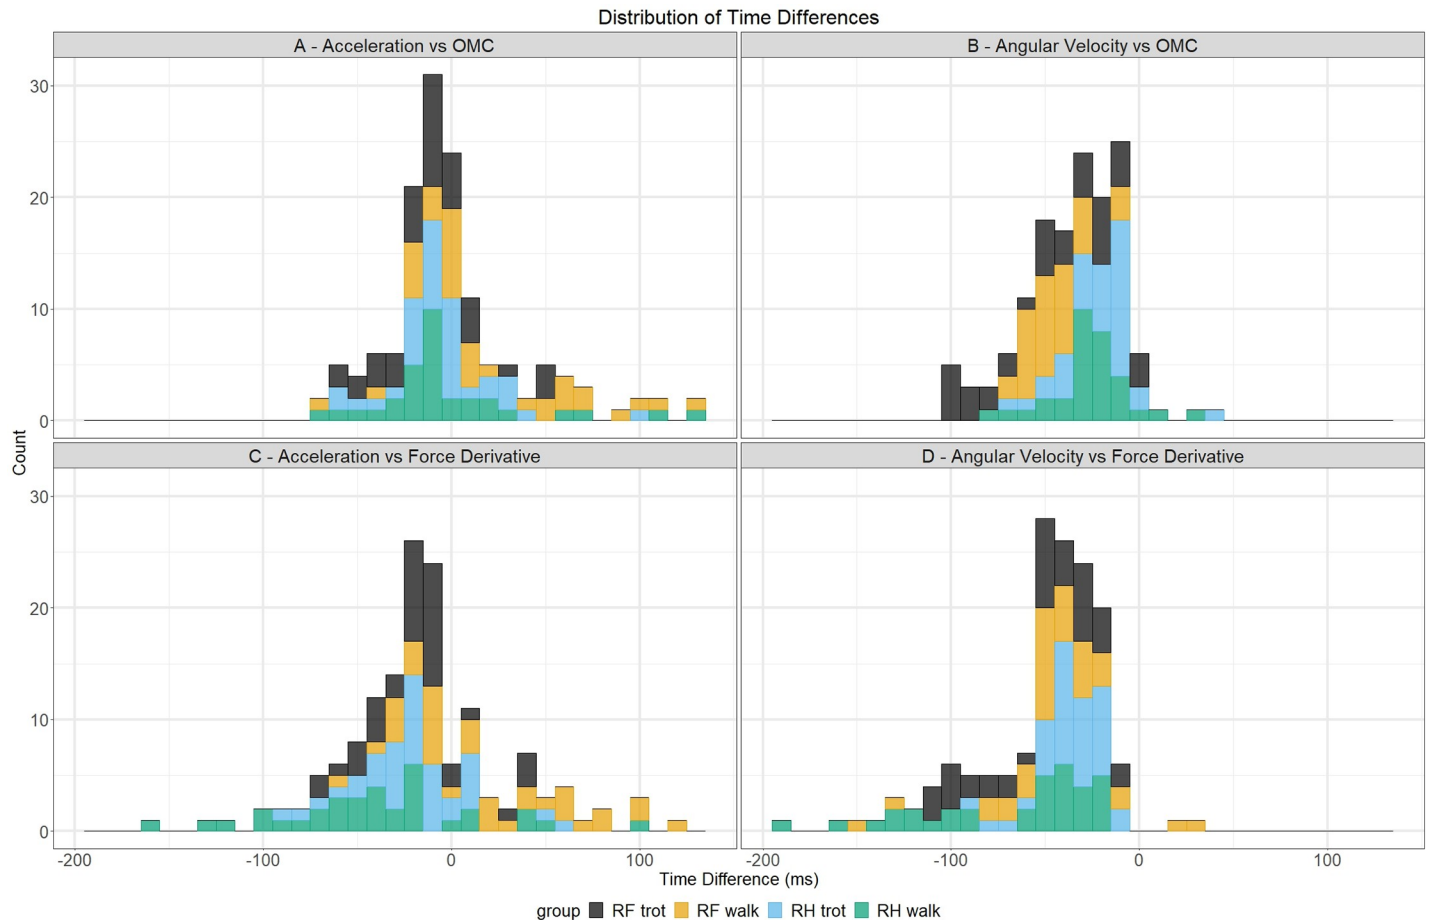 Distribution of Time Differences
A - Acceleration vs OMC
B - Angular Velocity vs OMC
30
20
10
0
C - Acceleration vs Force Derivative
D - Angular Velocity vs Force Derivative
Count
30
20
10
0
-200 -100 0 100 -200 -100 0 100
Time Difference (ms)
group RF trot RF walk RH trot RH walk